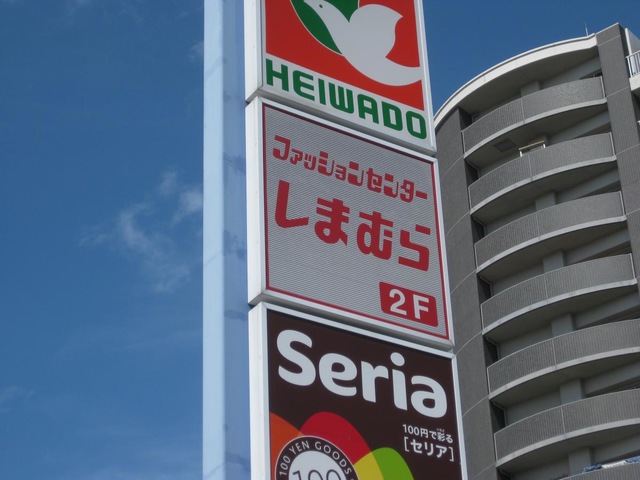 HEIWADO
ファッションセンター
しまむら
2F
Seria
100円で彩る
[セリア]
100 YEN GOODS
100